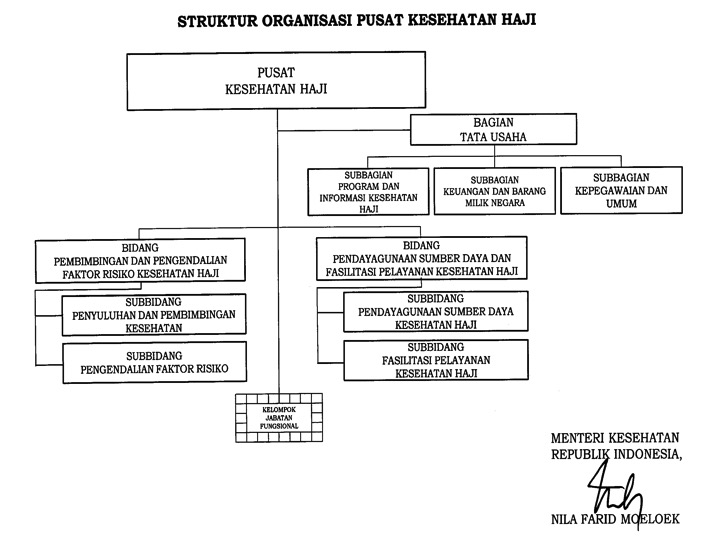 STRUKTUR ORGANISASI PUSAT KESEHATAN HAJI
PUSAT
KESEHATAN HAJI
BAGIAN
TATA USAHA
SUBBAGIAN
PROGRAM DAN
INFORMASI KESEHATAN
HAJI
SUBBAGIAN
KEUANGAN DAN BARANG
MILIK NEGARA
SUBBAGIAN
KEPEGAWAIAN DAN
UMUM
BIDANG
PEMBIMBINGAN DAN PENGENDALIAN
FAKTOR RISIKO KESEHATAN HAJI
SUBBIDANG
PENYULUHAN DAN PEMBIMBINGAN
KESEHATAN
SUBBIDANG
PENGENDALIAN FAKTOR RISIKO
BIDANG
PENDAYAGUNAAN SUMBER DAYA DAN
FASILITASI PELAYANAN KESEHATAN HAJI
SUBBIDANG
PENDAYAGUNAAN SUMBER DAYA
KESEHATAN HAJI
SUBBIDANG
FASILITASI PELAYANAN
KESEHATAN HAJI
KELOMPOK
JABATAN
FUNGSIONAL
MENTERI KESEHATAN
REPUBLIK INDONESIA,
NILA FARID MOELOEK